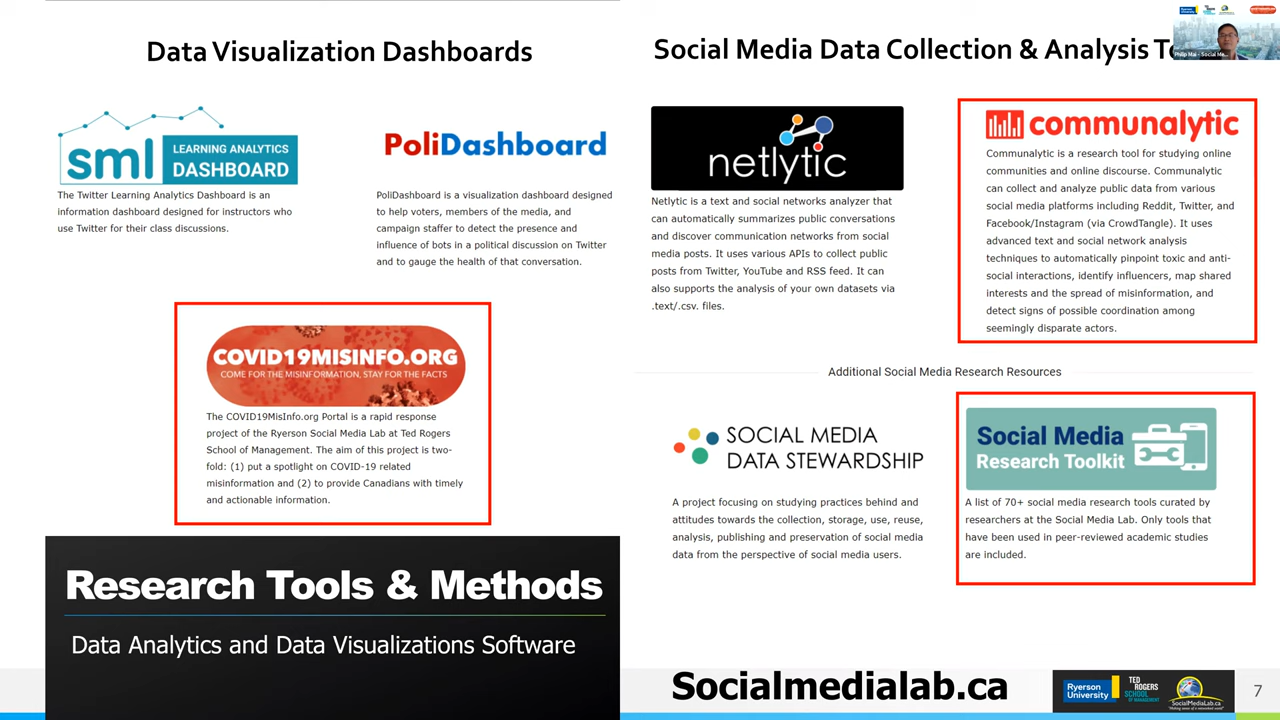 Data Visualization Dashboards
sml
LEARNING ANALYTICS
DASHBOARD
The Twitter Learning Analytics Dashboard is an
information dashboard designed for instructors who
use Twitter for their class discussions.
PoliDashboard
PoliDashboard is a visualization dashboard designed
to help voters, members of the media, and
campaign staffer to detect the presence and
influence of bots in a political discussion on Twitter
and to gauge the health of that conversation.
COVID19MISINFO.ORG
COME FOR THE MISINFORMATION, STAY FOR THE FACTS
The COVID19MisInfo.org Portal is a rapid response
project of the Ryerson Social Media Lab at Ted Rogers
School of Management. The aim of this project is two-
fold: (1) put a spotlight on COVID-19 related
misinformation and (2) to provide Canadians with timely
and actionable information.
Research Tools & Methods
Data Analytics and Data Visualizations Software
Social Media Data Collection & Analysis
Ryerson
University
Philip Mai - Social Me...
netlytic
Netlytic is a text and social networks analyzer that
can automatically summarizes public conversations
and discover communication networks from social
media posts. It uses various APIs to collect public
posts from Twitter, YouTube and RSS feed. It can
also supports the analysis of your own datasets via
.text/.csv. files.
communalytic
Communalytic is a research tool for studying online
communities and online discourse. Communalytic
can collect and analyze public data from various
social media platforms including Reddit, Twitter, and
Facebook/Instagram (via CrowdTangle). It uses
advanced text and social network analysis
techniques to automatically pinpoint toxic and anti-
social interactions, identify influencers, map shared
interests and the spread of misinformation, and
detect signs of possible coordination among
seemingly disparate actors.
Additional Social Media Research Resources
SOCIAL MEDIA
DATA STEWARDSHIP
A project focusing on studying practices behind and
attitudes towards the collection, storage, use, reuse,
analysis, publishing and preservation of social media
data from the perspective of social media users.
Social Media
Research Toolkit
A list of 70+ social media research tools curated by
researchers at the Social Media Lab. Only tools that
have been used in peer-reviewed academic studies
are included.
Socialmedialab.ca
Ryerson
University
TED
ROGERS
SCHOOL
OF MANAGEMENT
SocialMediaLab.ca
"Making sense of a networked world"
7